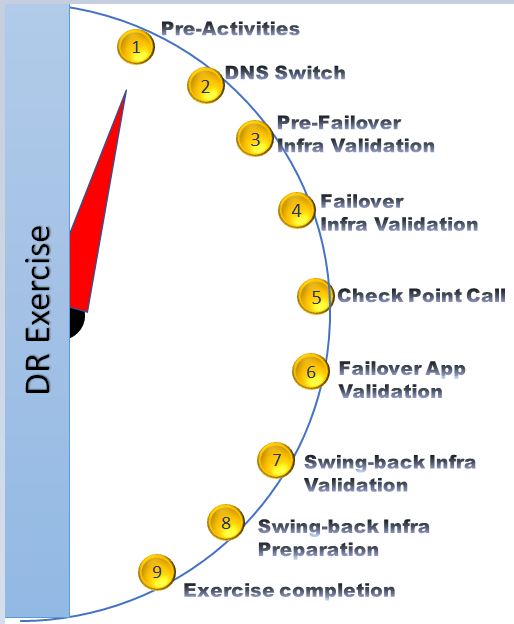 Pre-Activities
1
DNS Switch
2
Pre-Failover
3
Infra Validation
Failover
4
Infra Validation
DR Exercise
5
Check Point Call
6
Failover App
Validation
7
Swing-back Infra
Validation
8
Swing-back Infra
Preparation
9
Exercise completion